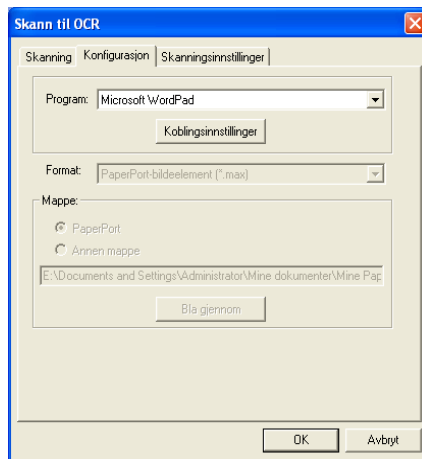 Skann til OCR
Skanning Konfigurasjon Skanningsinnstillinger
Program: Microsoft WordPad
Koblingsinnstillinger
Format: PaperPort-bildeelement (*.max)
Mappe:
PaperPort
Annen mappe
E:\Documents and Settings\Administrator\Mine dokumenter\Mine Pap
Bla gjennom
OK Avbryt